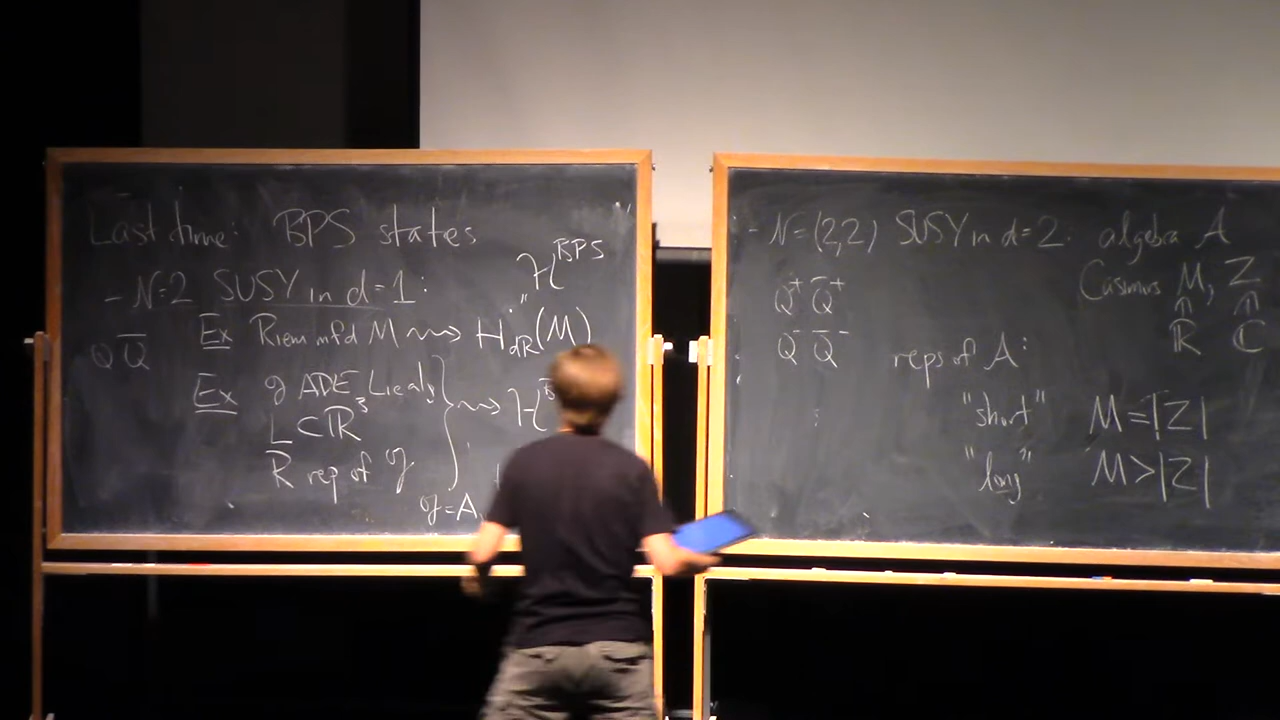 Last time: BPS states
- N=2 SUSY in d=1:
H^BPS
"
Q Q̄
Ex Riem mfd M ⇝ H_dR(M)
Ex g ADE Lie alg } ⇝ H
L ⊂ ℝ³
R rep of g
g = A
- N=(2,2) SUSY in d=2: algebra A
Q⁺ Q̄⁺
Q⁻ Q̄⁻
Casimirs M, Z
∩ ∩
ℝ ℂ
reps of A:
"short" M = |Z|
"long" M > |Z|